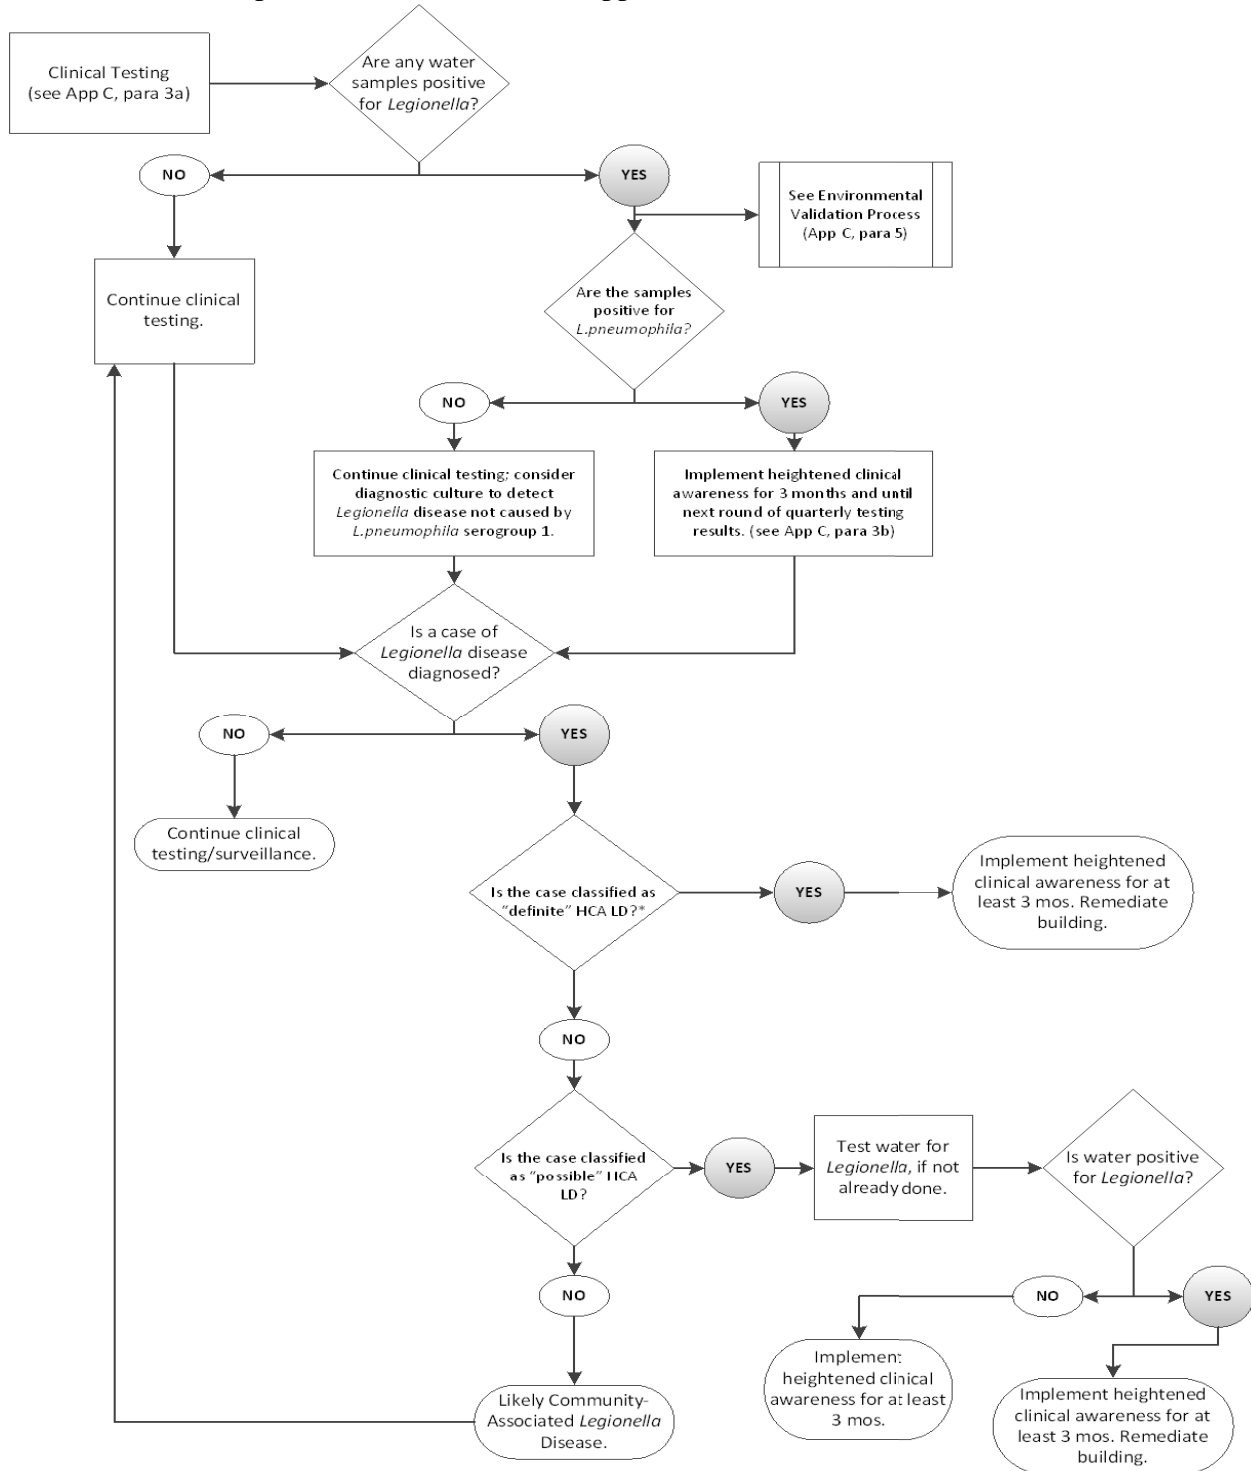 Clinical Testing
(see App C, para 3a)
Are any water
samples positive
for Legionella?
NO
YES
See Environmental
Validation Process
(App C, para 5)
Continue clinical
testing.
Are the samples
positive for
L.pneumophila?
NO
YES
Continue clinical testing; consider
diagnostic culture to detect
Legionella disease not caused by
L.pneumophila serogroup 1.
Implement heightened clinical
awareness for 3 months and until
next round of quarterly testing
results. (see App C, para 3b)
Is a case of
Legionella disease
diagnosed?
NO
YES
Continue clinical
testing/surveillance.
Is the case classified as
"definite" HCA LD?*
YES
Implement heightened
clinical awareness for at
least 3 mos. Remediate
building.
NO
Is the case classified
as "possible" HCA
LD?
YES
Test water for
Legionella, if not
already done.
Is water positive
for Legionella?
NO
NO
YES
Implement
heightened clinical
awareness for at least
3 mos.
Likely Community-
Associated Legionella
Disease.
Implement heightened
clinical awareness for at
least 3 mos. Remediate
building.